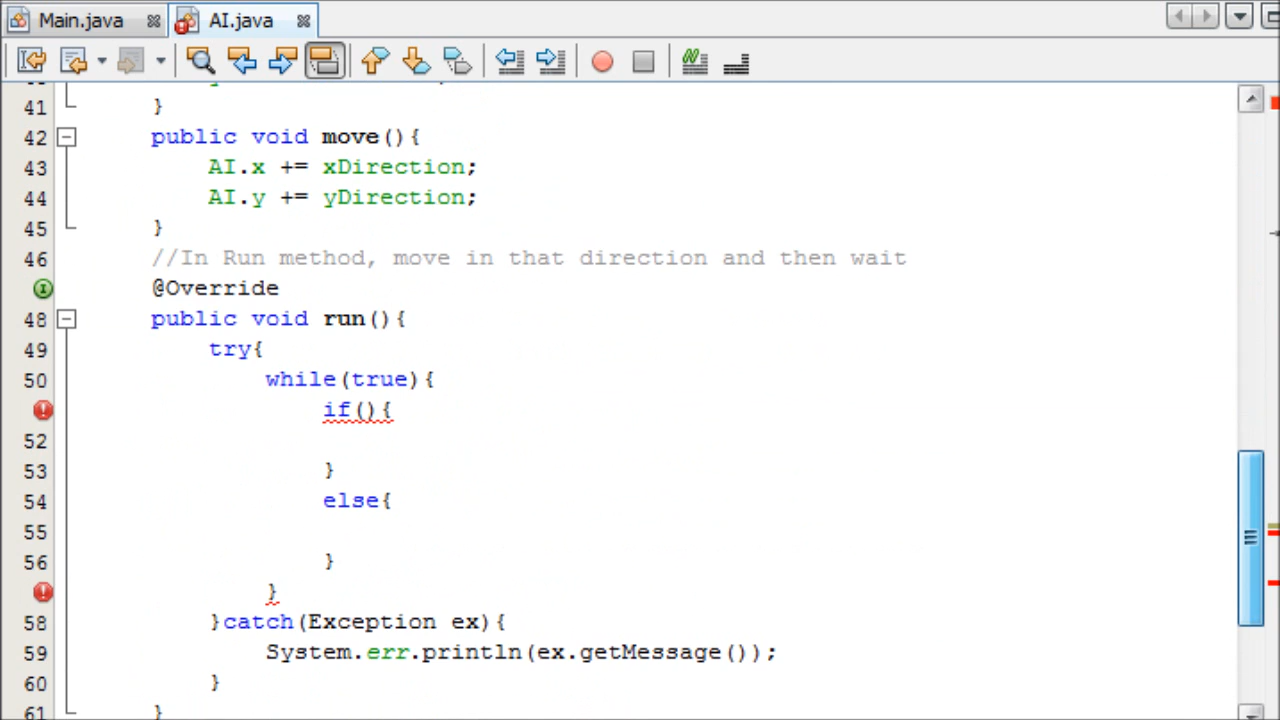 Main.java AI.java
41 }
42 public void move(){
43 AI.x += xDirection;
44 AI.y += yDirection;
45 }
46 //In Run method, move in that direction and then wait
@Override
48 public void run(){
49 try{
50 while(true){
if(){
52
53 }
54 else{
55
56 }
}
58 }catch(Exception ex){
59 System.err.println(ex.getMessage());
60 }
61 }